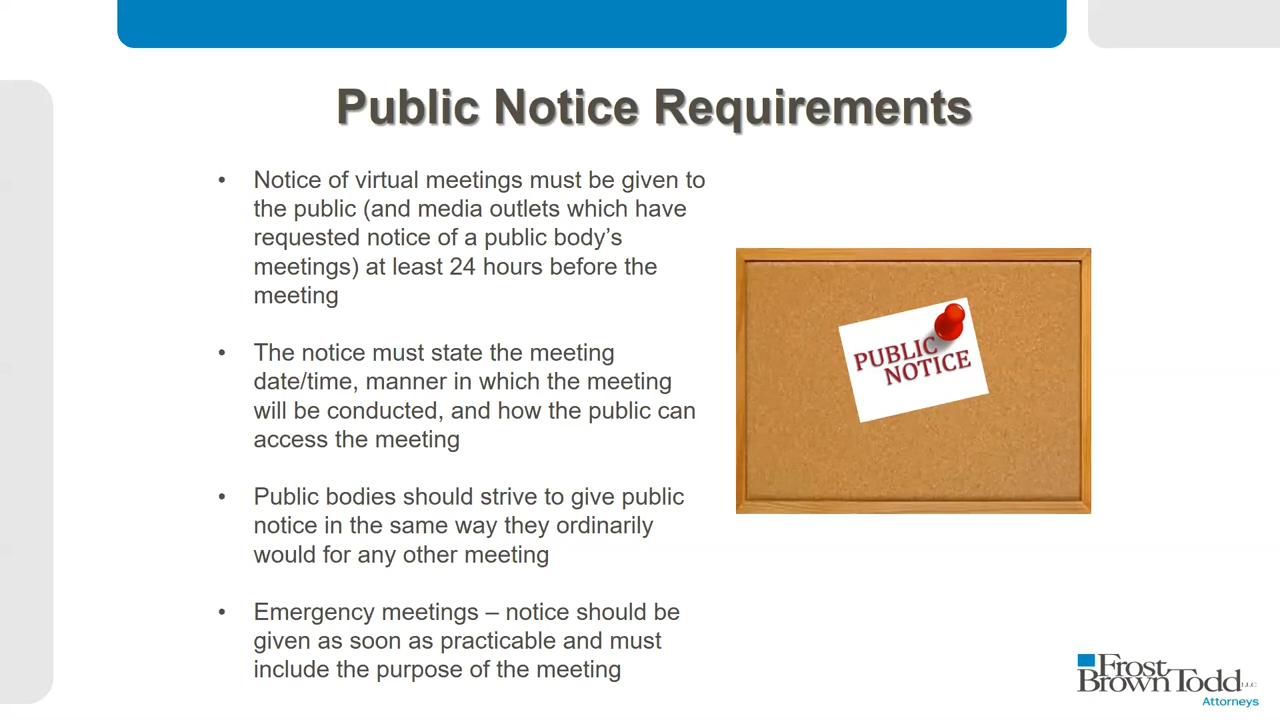 Public Notice Requirements
• Notice of virtual meetings must be given to
the public (and media outlets which have
requested notice of a public body’s
meetings) at least 24 hours before the
meeting
• The notice must state the meeting
date/time, manner in which the meeting
will be conducted, and how the public can
access the meeting
• Public bodies should strive to give public
notice in the same way they ordinarily
would for any other meeting
• Emergency meetings – notice should be
given as soon as practicable and must
include the purpose of the meeting
PUBLIC
NOTICE
Frost
Brown Todd LLC
Attorneys